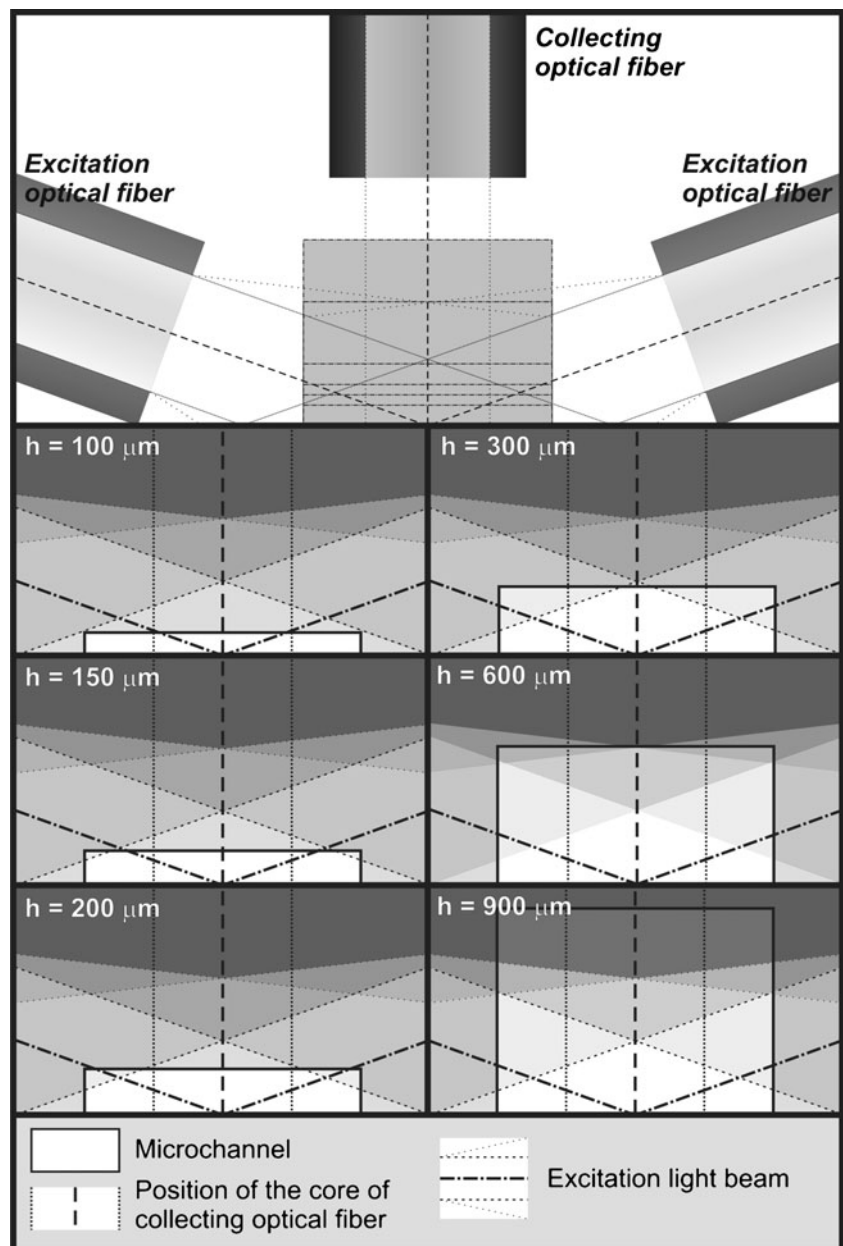 Collecting
optical fiber
Excitation
optical fiber
Excitation
optical fiber
h = 100 μm
h = 300 μm
h = 150 μm
h = 600 μm
h = 200 μm
h = 900 μm
Microchannel
Position of the core of
collecting optical fiber
Excitation light beam